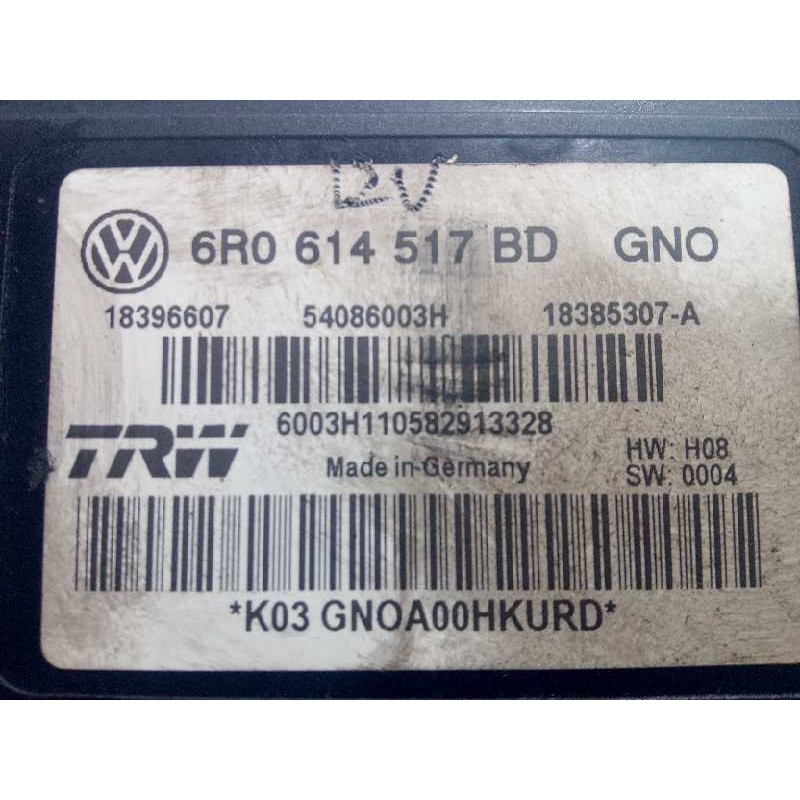 DV
6R0 614 517 BD GNO
18396607 54086003H 18385307-A
6003H110582913328
TRW
Made in Germany
HW: H08
SW: 0004
*K03 GNOA00HKURD*